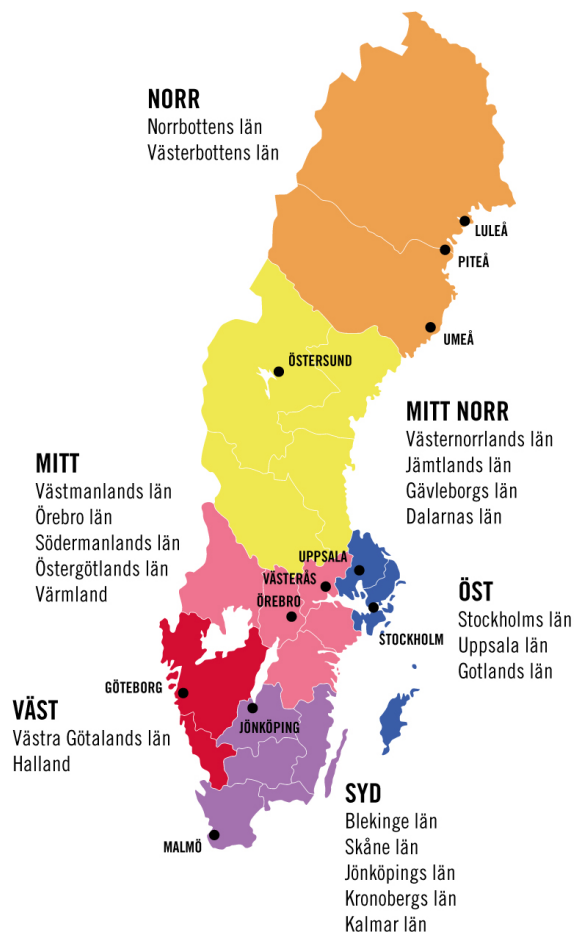 NORR
Norrbottens län
Västerbottens län
LULEÅ
PITEÅ
UMEÅ
ÖSTERSUND
MITT NORR
Västernorrlands län
Jämtlands län
Gävleborgs län
Dalarnas län
MITT
Västmanlands län
Örebro län
Södermanlands län
Östergötlands län
Värmland
UPPSALA
VÄSTERÅS
ÖREBRO
STOCKHOLM
ÖST
Stockholms län
Uppsala län
Gotlands län
GÖTEBORG
JÖNKÖPING
VÄST
Västra Götalands län
Halland
MALMÖ
SYD
Blekinge län
Skåne län
Jönköpings län
Kronobergs län
Kalmar län